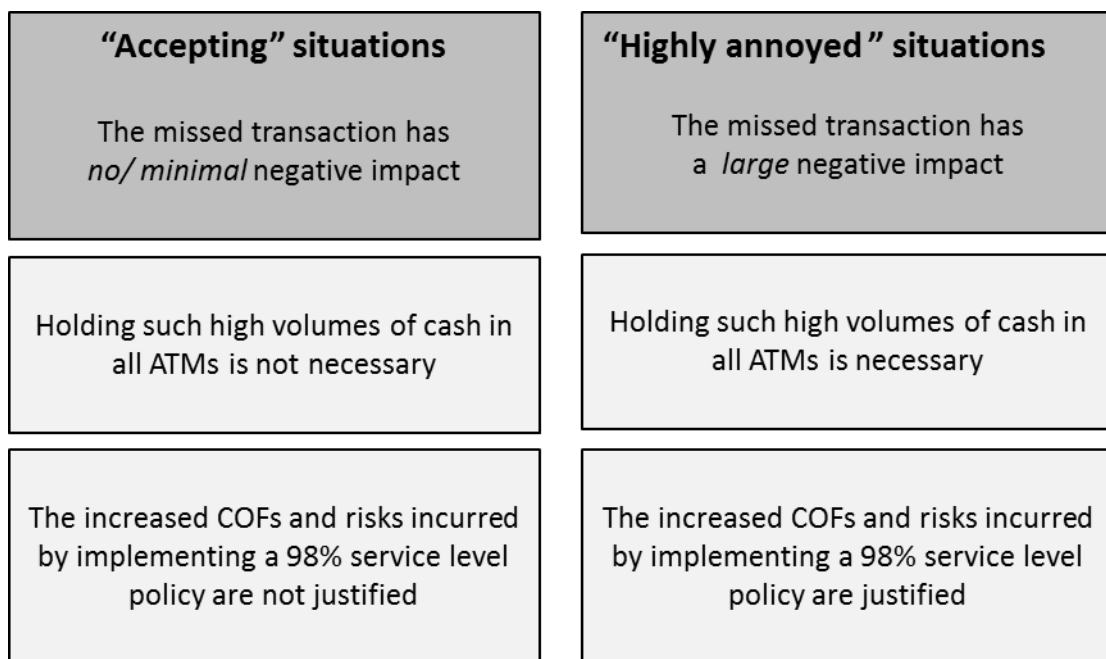 “Accepting” situations
The missed transaction has
no/ minimal negative impact
Holding such high volumes of cash in
all ATMs is not necessary
The increased COFs and risks incurred
by implementing a 98% service level
policy are not justified
“Highly annoyed ” situations
The missed transaction has
a large negative impact
Holding such high volumes of cash in
all ATMs is necessary
The increased COFs and risks incurred
by implementing a 98% service level
policy are justified